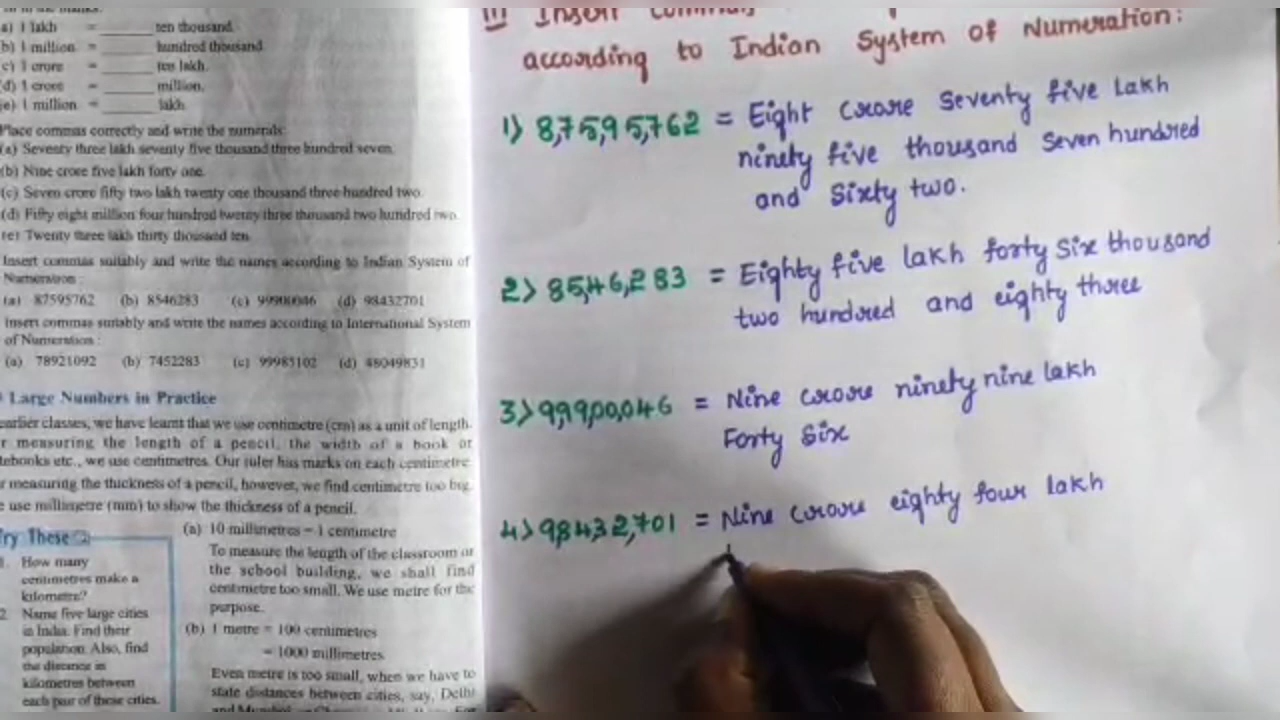 a) 1 lakh = ______ ten thousand.
b) 1 million = ______ hundred thousand.
c) 1 crore = ______ ten lakh.
(d) 1 crore = ______ million.
(e) 1 million = ______ lakh.
Place commas correctly and write the numerals:
(a) Seventy three lakh seventy five thousand three hundred seven.
(b) Nine crore five lakh forty one.
(c) Seven crore fifty two lakh twenty one thousand three hundred two.
(d) Fifty eight million four hundred twenty three thousand two hundred two.
(e) Twenty three lakh thirty thousand ten.
Insert commas suitably and write the names according to Indian System of
Numeration :
(a) 87595762 (b) 8546283 (c) 99900046 (d) 98432701
Insert commas suitably and write the names according to International System
of Numeration :
(a) 78921092 (b) 7452283 (c) 99985102 (d) 48049831
Large Numbers in Practice
earlier classes, we have learnt that we use centimetre (cm) as a unit of length.
r measuring the length of a pencil, the width of a book or
tebooks etc., we use centimetres. Our ruler has marks on each centimetre.
r measuring the thickness of a pencil, however, we find centimetre too big.
e use millimetre (mm) to show the thickness of a pencil.
Try These
1. How many
centimetres make a
kilometre?
2. Name five large cities
in India. Find their
population. Also, find
the distance in
kilometres between
each pair of these cities.
(a) 10 millimetres = 1 centimetre
To measure the length of the classroom or
the school building, we shall find
centimetre too small. We use metre for the
purpose.
(b) 1 metre = 100 centimetres
= 1000 millimetres
Even metre is too small, when we have to
state distances between cities, say, Delhi
III Insert commas
according to Indian System of Numeration:
1) 8,75,95,762 = Eight crore Seventy five Lakh
ninety five thousand Seven hundred
and Sixty two.
2) 85,46,283 = Eighty five lakh forty Six thousand
two hundred and eighty three
3) 9,99,00,046 = Nine crore ninety nine lakh
Forty Six
4) 9,84,32,701 = Nine crore eighty four lakh